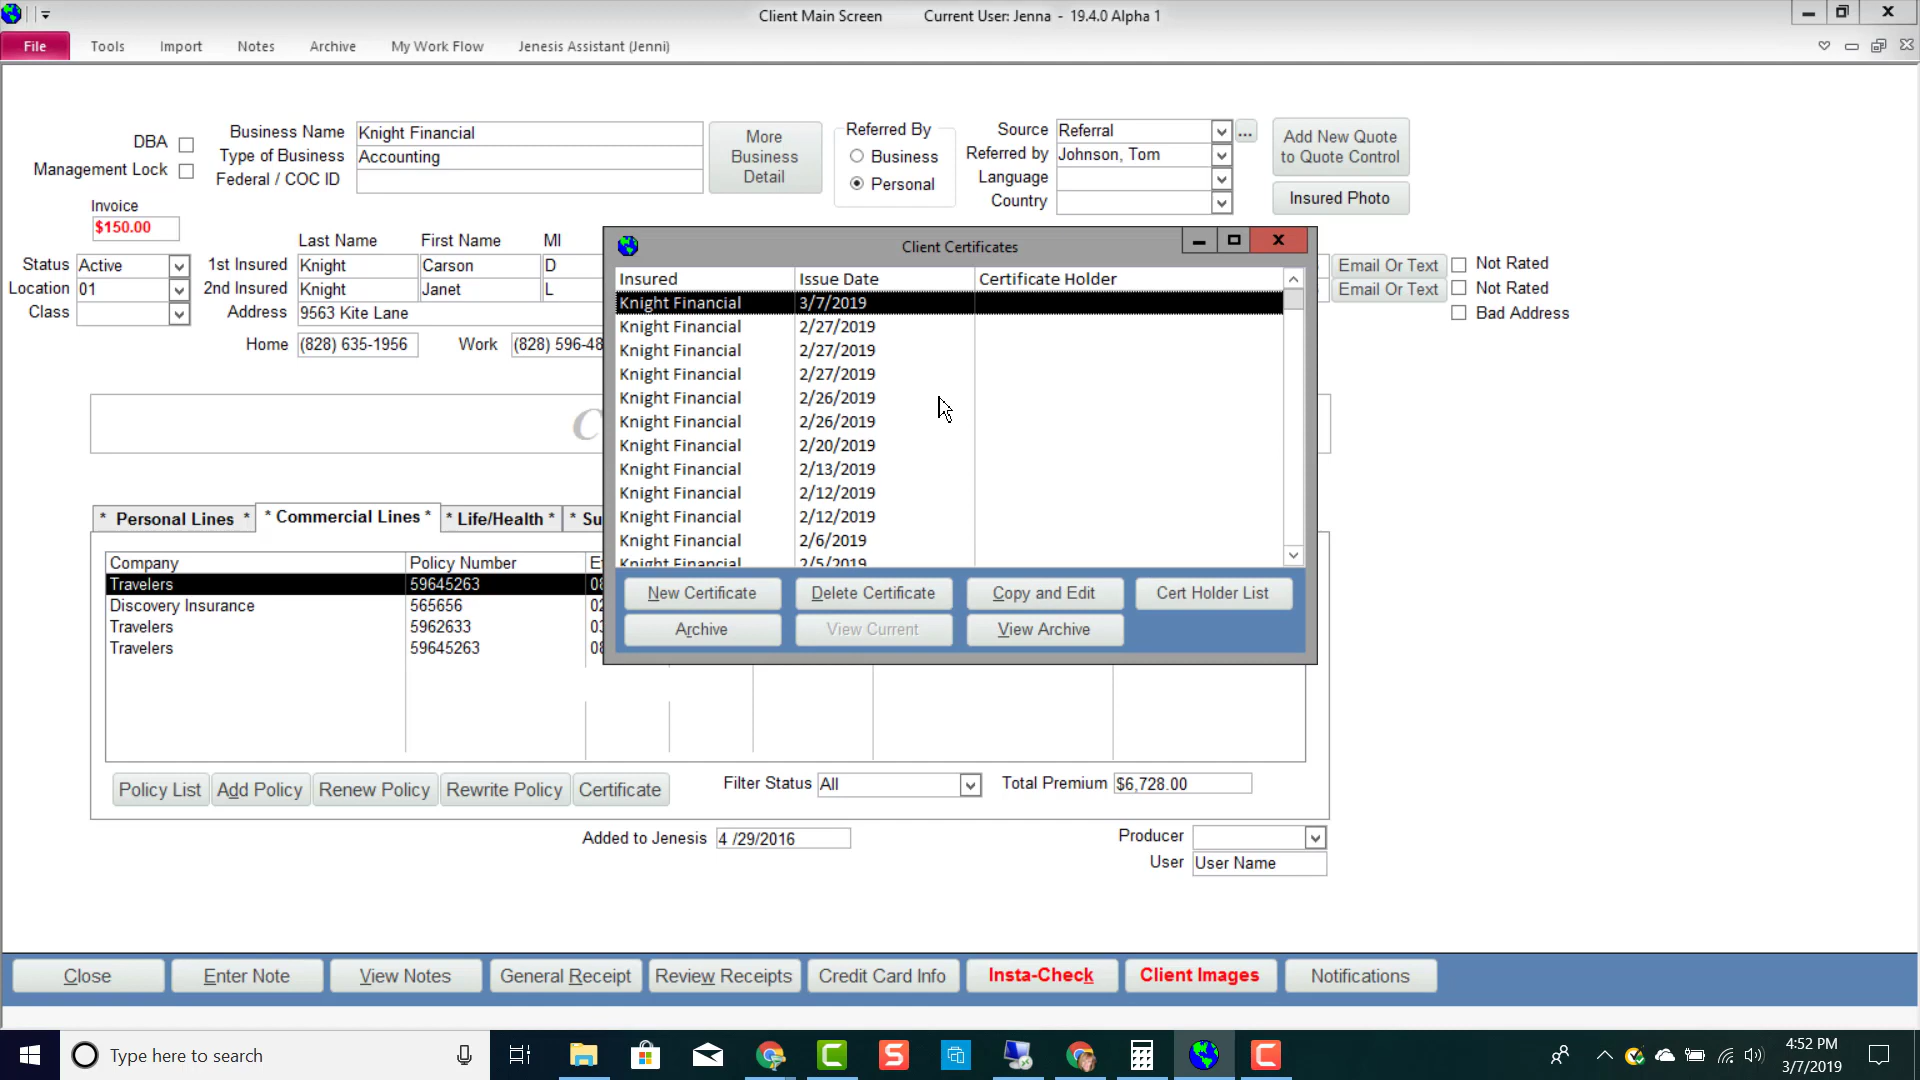 Client Main Screen Current User: Jenna - 19.4.0 Alpha 1
File Tools Import Notes Archive My Work Flow Jenesis Assistant (Jenni)
DBA
Management Lock
Business Name Knight Financial
Type of Business Accounting
Federal / COC ID
More Business Detail
Referred By
Business
Personal
Source Referral ...
Referred by Johnson, Tom
Language
Country
Add New Quote
to Quote Control
Insured Photo
Invoice
$150.00
Last Name First Name MI
Status Active 1st Insured Knight Carson D
Location 01 2nd Insured Knight Janet L
Class Address 9563 Kite Lane
Home (828) 635-1956 Work (828) 596-48
Email Or Text Not Rated
Email Or Text Not Rated
Bad Address
C
Client Certificates
Insured Issue Date Certificate Holder
Knight Financial 3/7/2019
Knight Financial 2/27/2019
Knight Financial 2/27/2019
Knight Financial 2/27/2019
Knight Financial 2/26/2019
Knight Financial 2/26/2019
Knight Financial 2/20/2019
Knight Financial 2/13/2019
Knight Financial 2/12/2019
Knight Financial 2/12/2019
Knight Financial 2/6/2019
Knight Financial 2/5/2019
New Certificate Delete Certificate Copy and Edit Cert Holder List
Archive View Current View Archive
* Personal Lines * * Commercial Lines * * Life/Health * * Su
Company Policy Number E
Travelers 59645263 08
Discovery Insurance 565656 02
Travelers 5962633 03
Travelers 59645263 08
Policy List Add Policy Renew Policy Rewrite Policy Certificate Filter Status All Total Premium $6,728.00
Added to Jenesis 4 /29/2016
Producer
User User Name
Close Enter Note View Notes General Receipt Review Receipts Credit Card Info Insta-Check Client Images Notifications
Type here to search
4:52 PM
3/7/2019